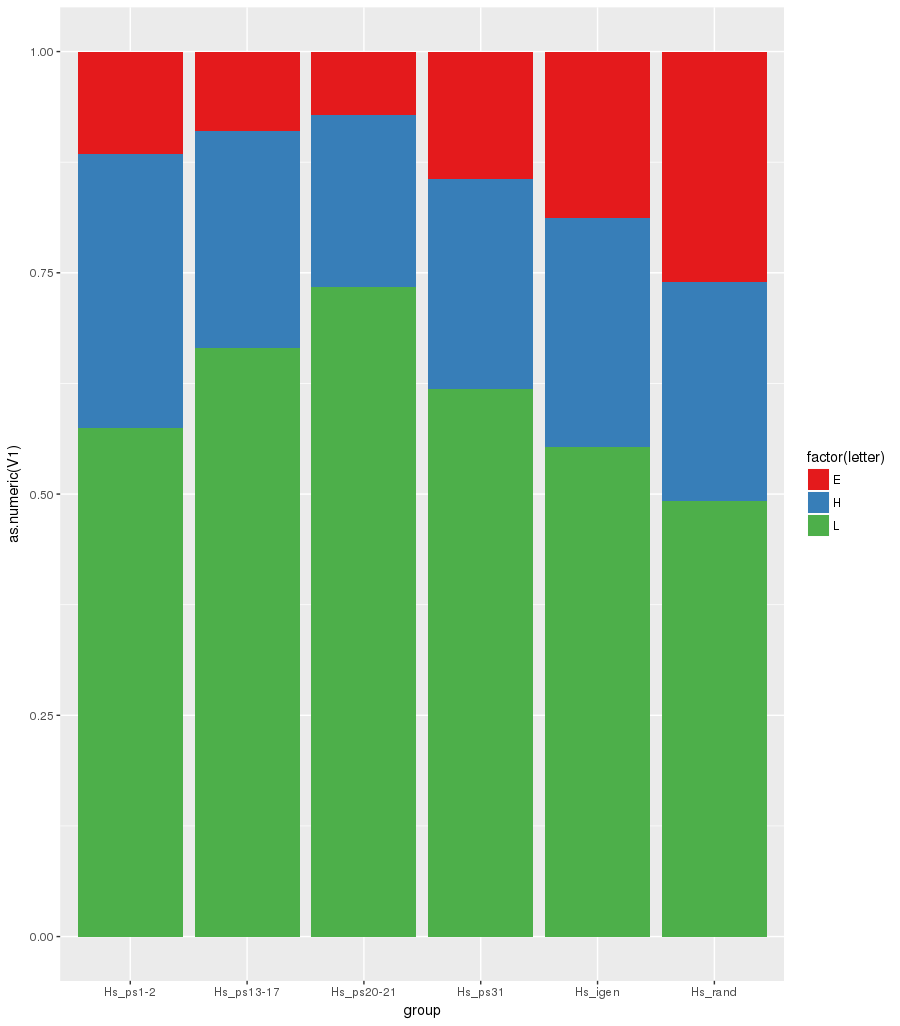 1.00
0.75
0.50
0.25
0.00
as.numeric(V1)
Hs_ps1-2 Hs_ps13-17 Hs_ps20-21 Hs_ps31 Hs_igen Hs_rand
group
factor(letter)
E
H
L